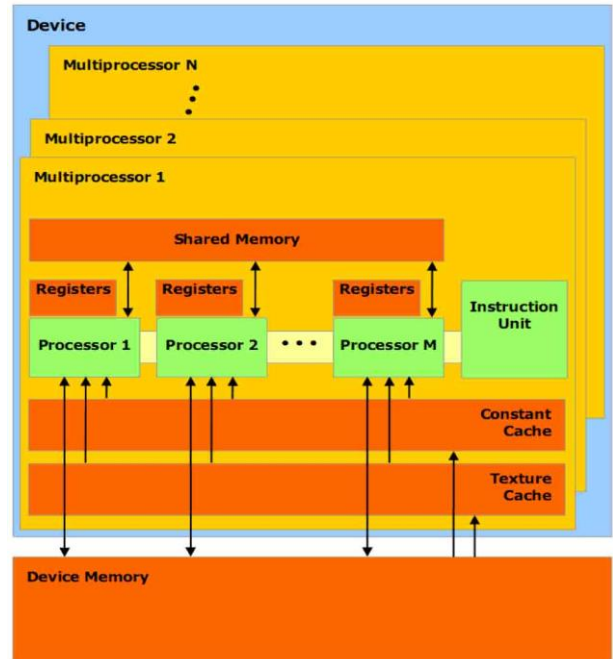 Device
Multiprocessor N
Multiprocessor 2
Multiprocessor 1
Shared Memory
Registers
Registers
Registers
Instruction
Unit
Processor 1
Processor 2
Processor M
Constant
Cache
Texture
Cache
Device Memory